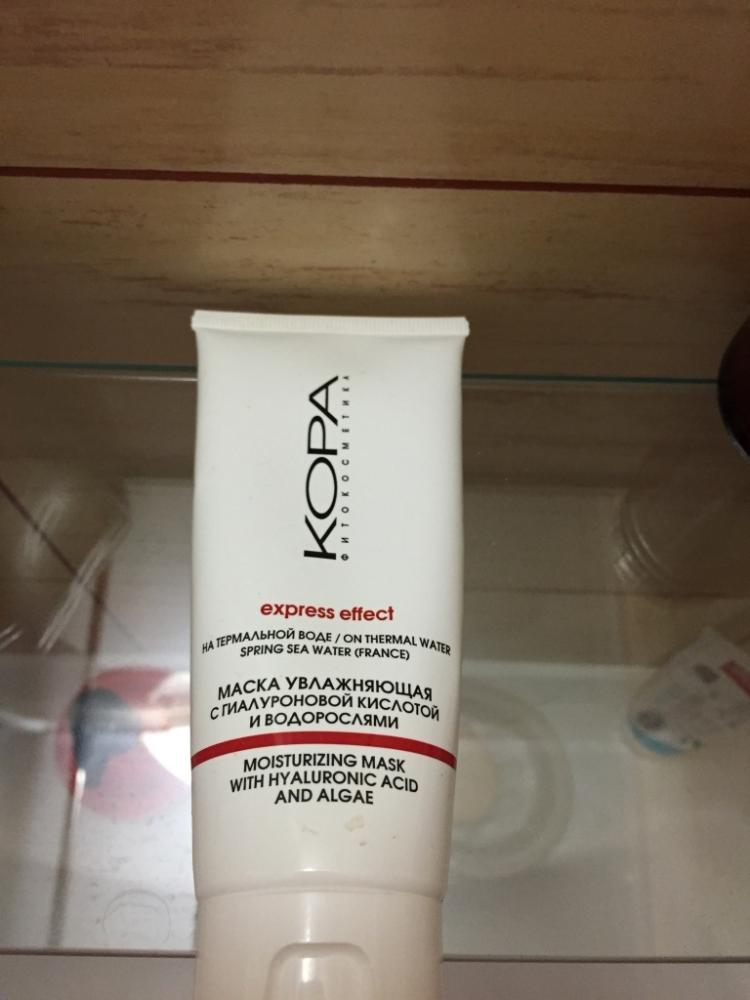 КОРА
ФИТОКОСМЕТИКА
express effect
НА ТЕРМАЛЬНОЙ ВОДЕ / ON THERMAL WATER
SPRING SEA WATER (FRANCE)
МАСКА УВЛАЖНЯЮЩАЯ
С ГИАЛУРОНОВОЙ КИСЛОТОЙ
И ВОДОРОСЛЯМИ
MOISTURIZING MASK
WITH HYALURONIC ACID
AND ALGAE